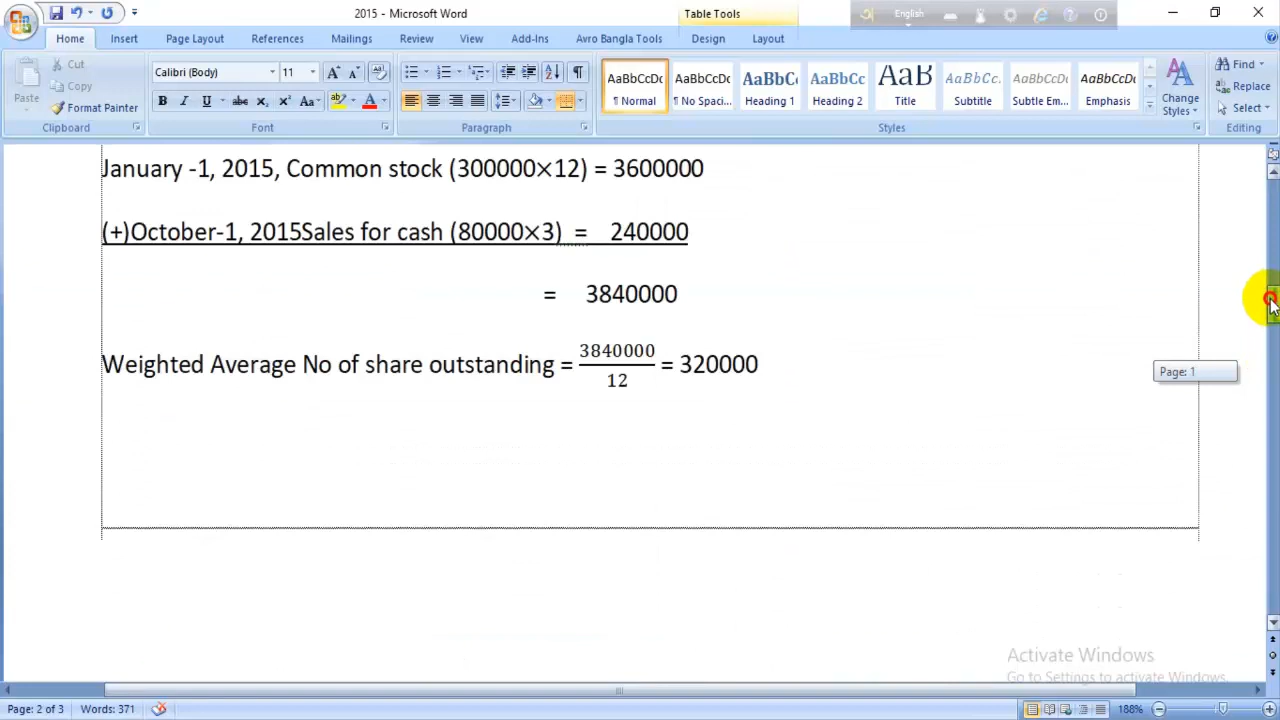 2015 - Microsoft Word
Table Tools
English
Home Insert Page Layout References Mailings Review View Add-Ins Avro Bangla Tools Design Layout
Paste
Cut
Copy
Format Painter
Clipboard
Calibri (Body) 11
Font
Paragraph
AaBbCcDc AaBbCcDc AaBbC AaBbCc AaB AaBbCc. AaBbCcDc AaBbCcDc
¶ Normal ¶ No Spaci... Heading 1 Heading 2 Title Subtitle Subtle Em... Emphasis
Change Styles
Styles
Find
Replace
Select
Editing
January -1, 2015, Common stock (300000×12) = 3600000
(+)October-1, 2015Sales for cash (80000×3) = 240000
= 3840000
Weighted Average No of share outstanding = 3840000/12 = 320000
Page: 1
Activate Windows
Go to Settings to activate Windows.
Page: 2 of 3 Words: 371 188%